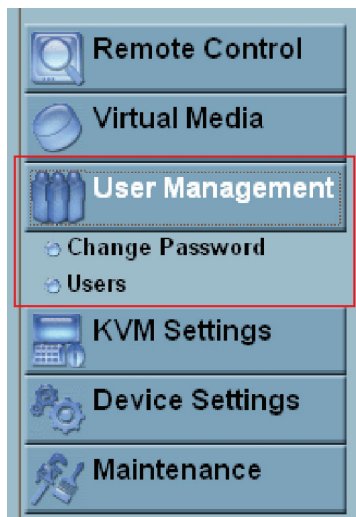 Remote Control
Virtual Media
User Management
Change Password
Users
KVM Settings
Device Settings
Maintenance